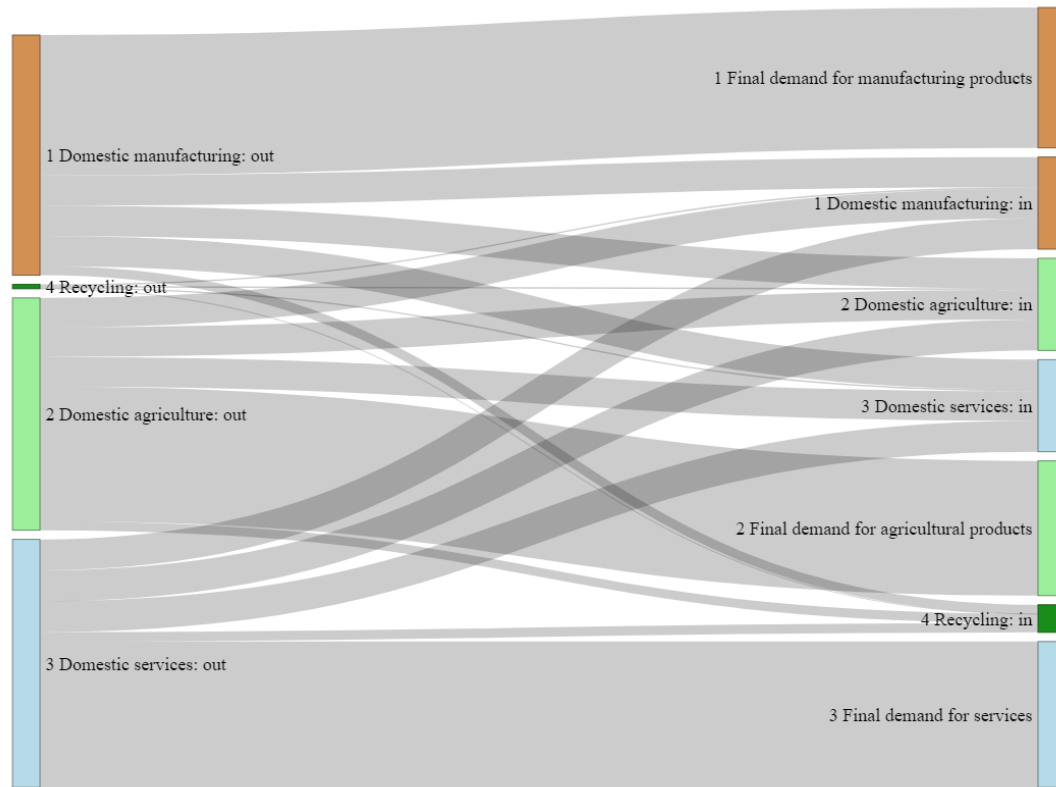 1 Domestic manufacturing: out
4 Recycling: out
2 Domestic agriculture: out
3 Domestic services: out
1 Final demand for manufacturing products
1 Domestic manufacturing: in
2 Domestic agriculture: in
3 Domestic services: in
2 Final demand for agricultural products
4 Recycling: in
3 Final demand for services